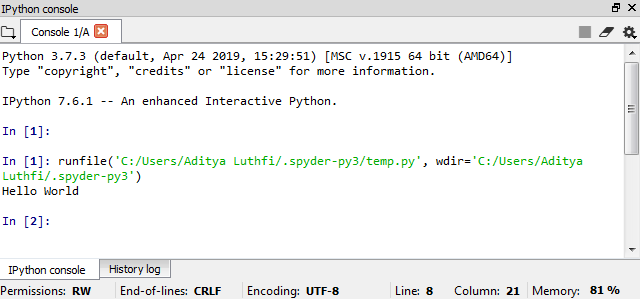 IPython console
Console 1/A
Python 3.7.3 (default, Apr 24 2019, 15:29:51) [MSC v.1915 64 bit (AMD64)]
Type "copyright", "credits" or "license" for more information.
IPython 7.6.1 -- An enhanced Interactive Python.
In [1]:
In [1]: runfile('C:/Users/Aditya Luthfi/.spyder-py3/temp.py', wdir='C:/Users/Aditya
Luthfi/.spyder-py3')
Hello World
In [2]:
IPython console History log
Permissions: RW End-of-lines: CRLF Encoding: UTF-8 Line: 8 Column: 21 Memory: 81 %